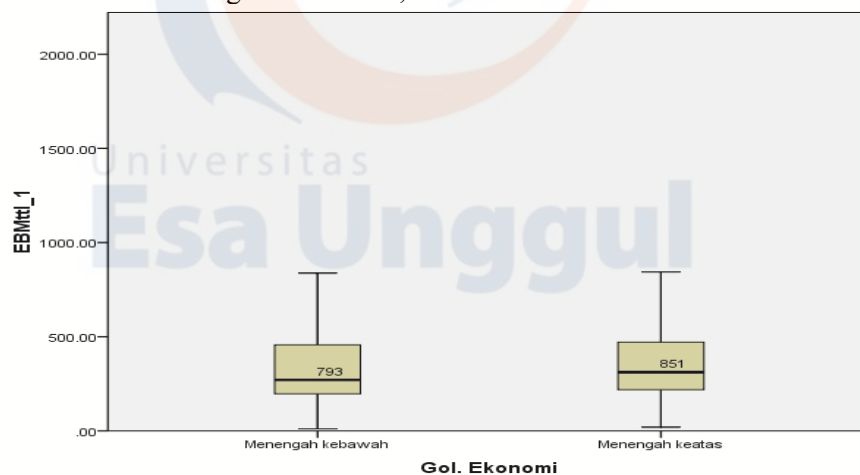 2000.00
1500.00
Universitas
Esa Unggul
EBMttl_1
1000.00
500.00
793
851
.00
Menengah kebawah
Menengah keatas
Gol. Ekonomi